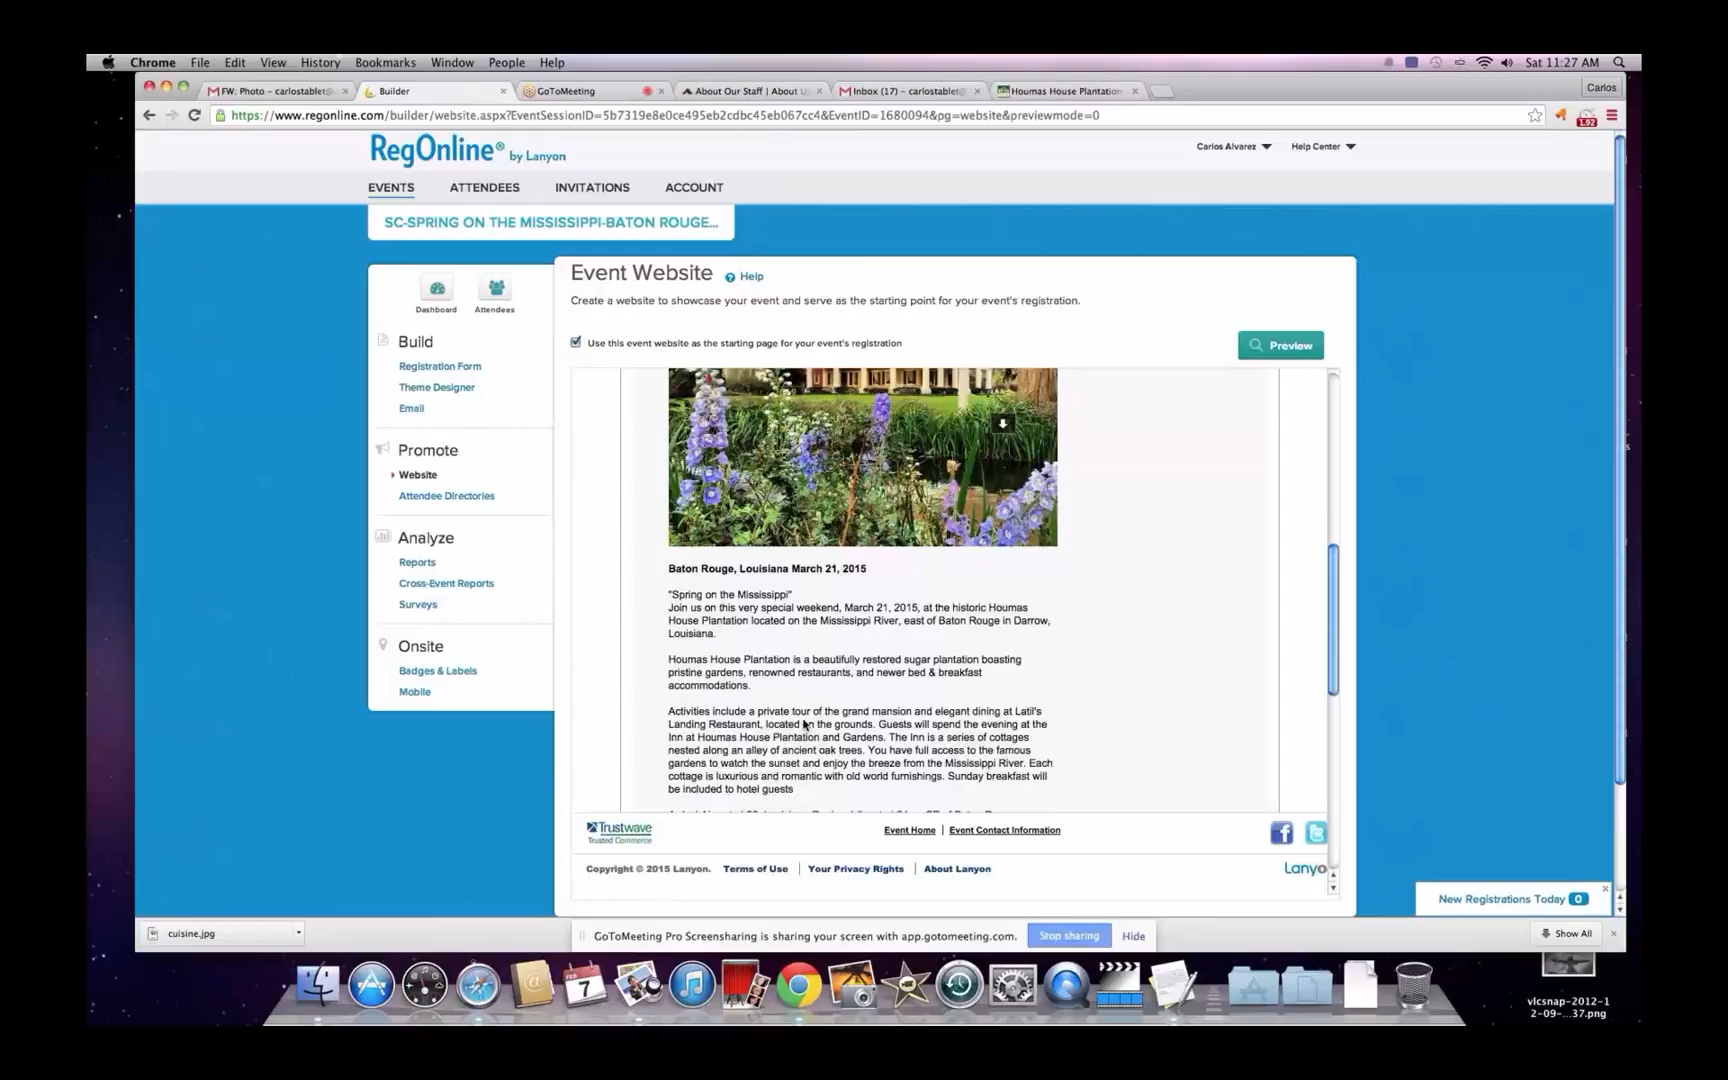 Chrome File Edit View History Bookmarks Window People Help Sat 11:27 AM
FW: Photo - carlostablet@ Builder GoToMeeting About Our Staff | About U Inbox (17) - carlostablet@ Houmas House Plantation Carlos
https://www.regonline.com/builder/website.aspx?EventSessionID=5b7319e8e0ce495eb2cdbc45eb067cc4&EventID=1680094&pg=website&previewmode=0
1.92
RegOnline® by Lanyon
Carlos Alvarez Help Center
EVENTS ATTENDEES INVITATIONS ACCOUNT
SC-SPRING ON THE MISSISSIPPI-BATON ROUGE...
Dashboard Attendees
Build
Registration Form
Theme Designer
Email
Promote
Website
Attendee Directories
Analyze
Reports
Cross-Event Reports
Surveys
Onsite
Badges & Labels
Mobile
Event Website Help
Create a website to showcase your event and serve as the starting point for your event's registration.
Use this event website as the starting page for your event's registration
Preview
Baton Rouge, Louisiana March 21, 2015
"Spring on the Mississippi"
Join us on this very special weekend, March 21, 2015, at the historic Houmas
House Plantation located on the Mississippi River, east of Baton Rouge in Darrow,
Louisiana.
Houmas House Plantation is a beautifully restored sugar plantation boasting
pristine gardens, renowned restaurants, and newer bed & breakfast
accommodations.
Activities include a private tour of the grand mansion and elegant dining at Latil's
Landing Restaurant, located on the grounds. Guests will spend the evening at the
Inn at Houmas House Plantation and Gardens. The Inn is a series of cottages
nested along an alley of ancient oak trees. You have full access to the famous
gardens to watch the sunset and enjoy the breeze from the Mississippi River. Each
cottage is luxurious and romantic with old world furnishings. Sunday breakfast will
be included to hotel guests
Trustwave
Trusted Commerce
Event Home | Event Contact Information
Copyright © 2015 Lanyon. Terms of Use | Your Privacy Rights | About Lanyon
Lanyo
New Registrations Today 0
cuisine.jpg
GoToMeeting Pro Screensharing is sharing your screen with app.gotomeeting.com. Stop sharing Hide
Show All
FEB
7
vlcsnap-2012-1
2-09-...37.png